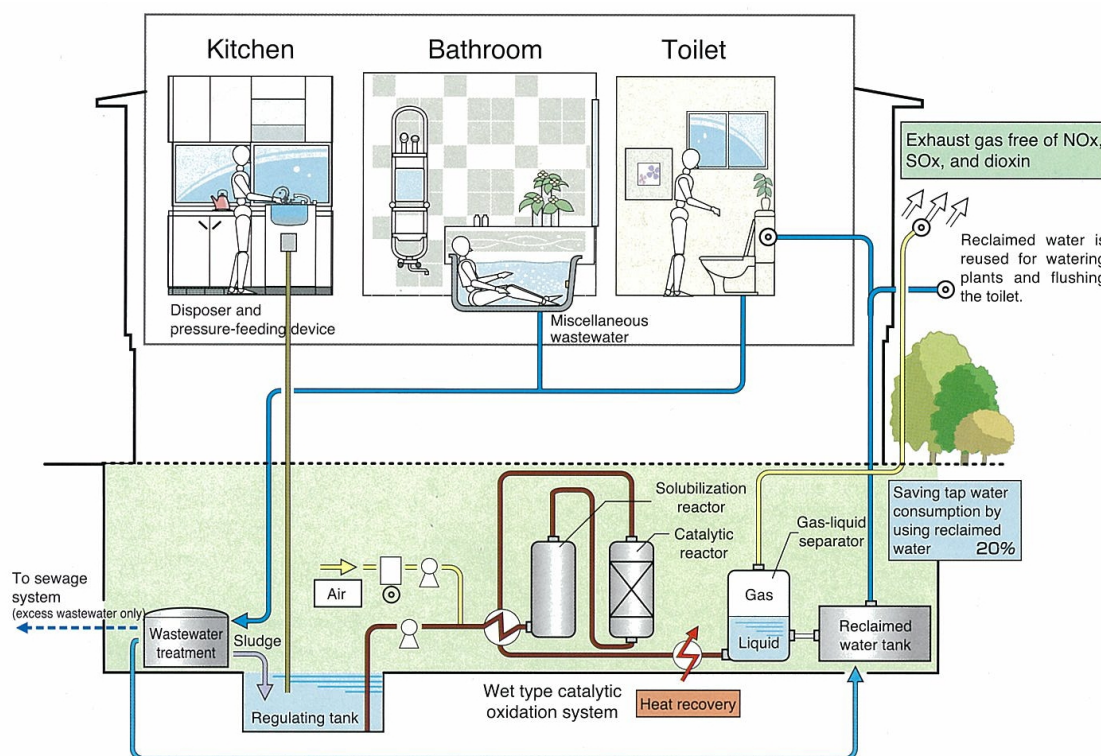 Kitchen
Bathroom
Toilet
Exhaust gas free of NOx,
SOx, and dioxin
Reclaimed water is
reused for watering
plants and flushing
the toilet.
Disposer and
pressure-feeding device
Miscellaneous
wastewater
Solubilization
reactor
Catalytic
reactor
Gas-liquid
separator
Saving tap water
consumption by
using reclaimed
water 20%
Air
Gas
Liquid
Reclaimed
water tank
To sewage
system
(excess wastewater only)
Wastewater
treatment
Sludge
Regulating tank
Wet type catalytic
oxidation system
Heat recovery